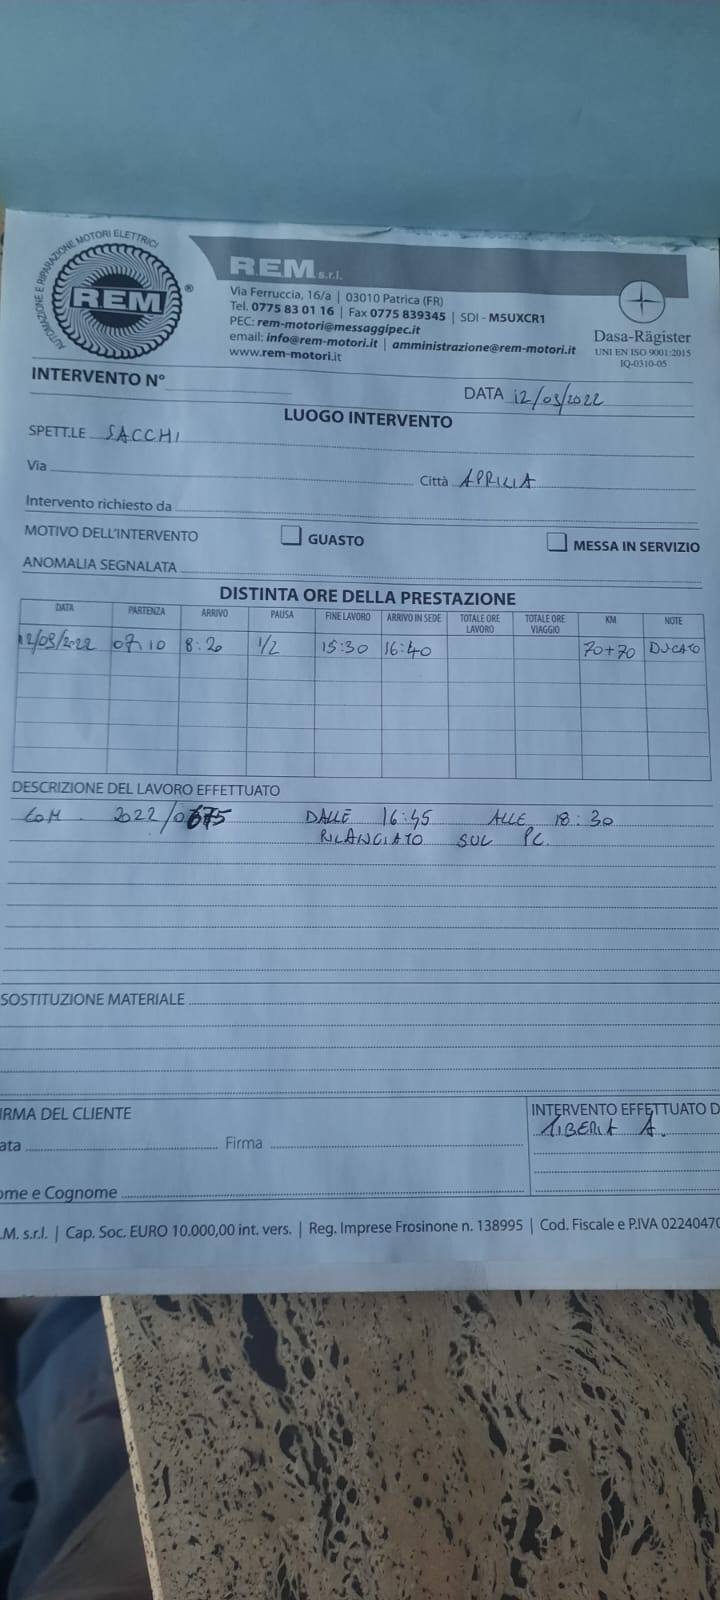 AUTOMAZIONE E RIPARAZIONE MOTORI ELETTRICI
REM ®
R.E.M. s.r.l.
Via Ferruccia, 16/a | 03010 Patrica (FR)
Tel. 0775 83 01 16 | Fax 0775 839345 | SDI - M5UXCR1
PEC: rem-motori@messaggipec.it
email: info@rem-motori.it | amministrazione@rem-motori.it
www.rem-motori.it
Dasa-Rägister
UNI EN ISO 9001:2015
IQ-0310-05
INTERVENTO N° DATA 12/09/2022
LUOGO INTERVENTO
SPETT.LE SACCHI
Via Città APRILIA
Intervento richiesto da
MOTIVO DELL'INTERVENTO GUASTO MESSA IN SERVIZIO
ANOMALIA SEGNALATA
DISTINTA ORE DELLA PRESTAZIONE
DATA PARTENZA ARRIVO PAUSA FINE LAVORO ARRIVO IN SEDE TOTALE ORE LAVORO TOTALE ORE VIAGGIO KM NOTE
12/09/2022 07:10 8:20 1/2 15:30 16:40 70+70 DUCATO
DESCRIZIONE DEL LAVORO EFFETTUATO
COM. 2022/0675 DALLE 16:45 ALLE 18:30
RILANCIATO SUL PC.
SOSTITUZIONE MATERIALE
IRMA DEL CLIENTE INTERVENTO EFFETTUATO D
ata Firma TIBERIA A.
ome e Cognome
.M. s.r.l. | Cap. Soc. EURO 10.000,00 int. vers. | Reg. Imprese Frosinone n. 138995 | Cod. Fiscale e P.IVA 02240470